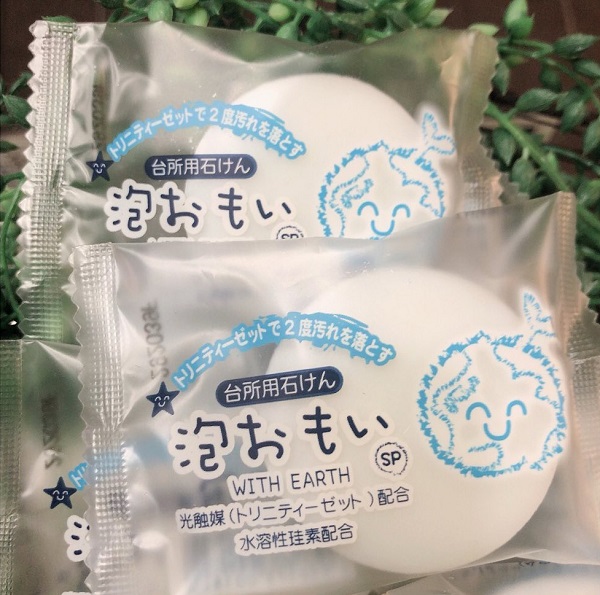 トリニティーゼットで2度汚れを落とす
台所用石けん
泡おもい
SP
トリニティーゼットで2度汚れを落とす
台所用石けん
泡おもい
SP
WITH EARTH
光触媒(トリニティーゼット)配合
水溶性珪素配合